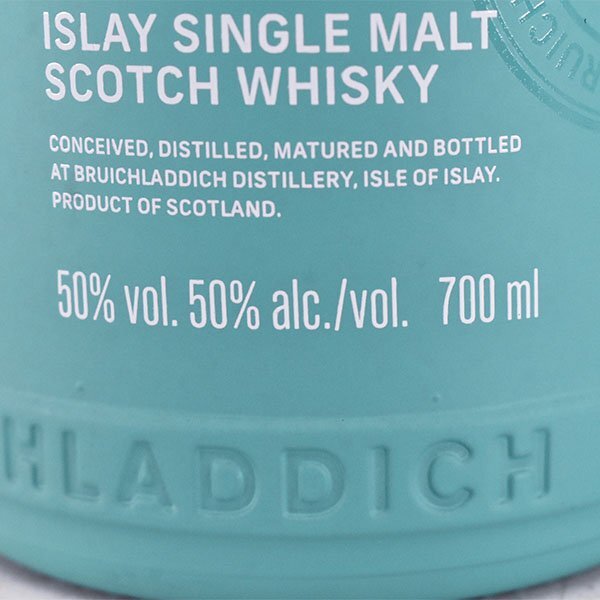 ISLAY SINGLE MALT
SCOTCH WHISKY
CONCEIVED, DISTILLED, MATURED AND BOTTLED
AT BRUICHLADDICH DISTILLERY, ISLE OF ISLAY.
PRODUCT OF SCOTLAND.
50% vol. 50% alc./vol. 700 ml
HLADDICH
BRUICH